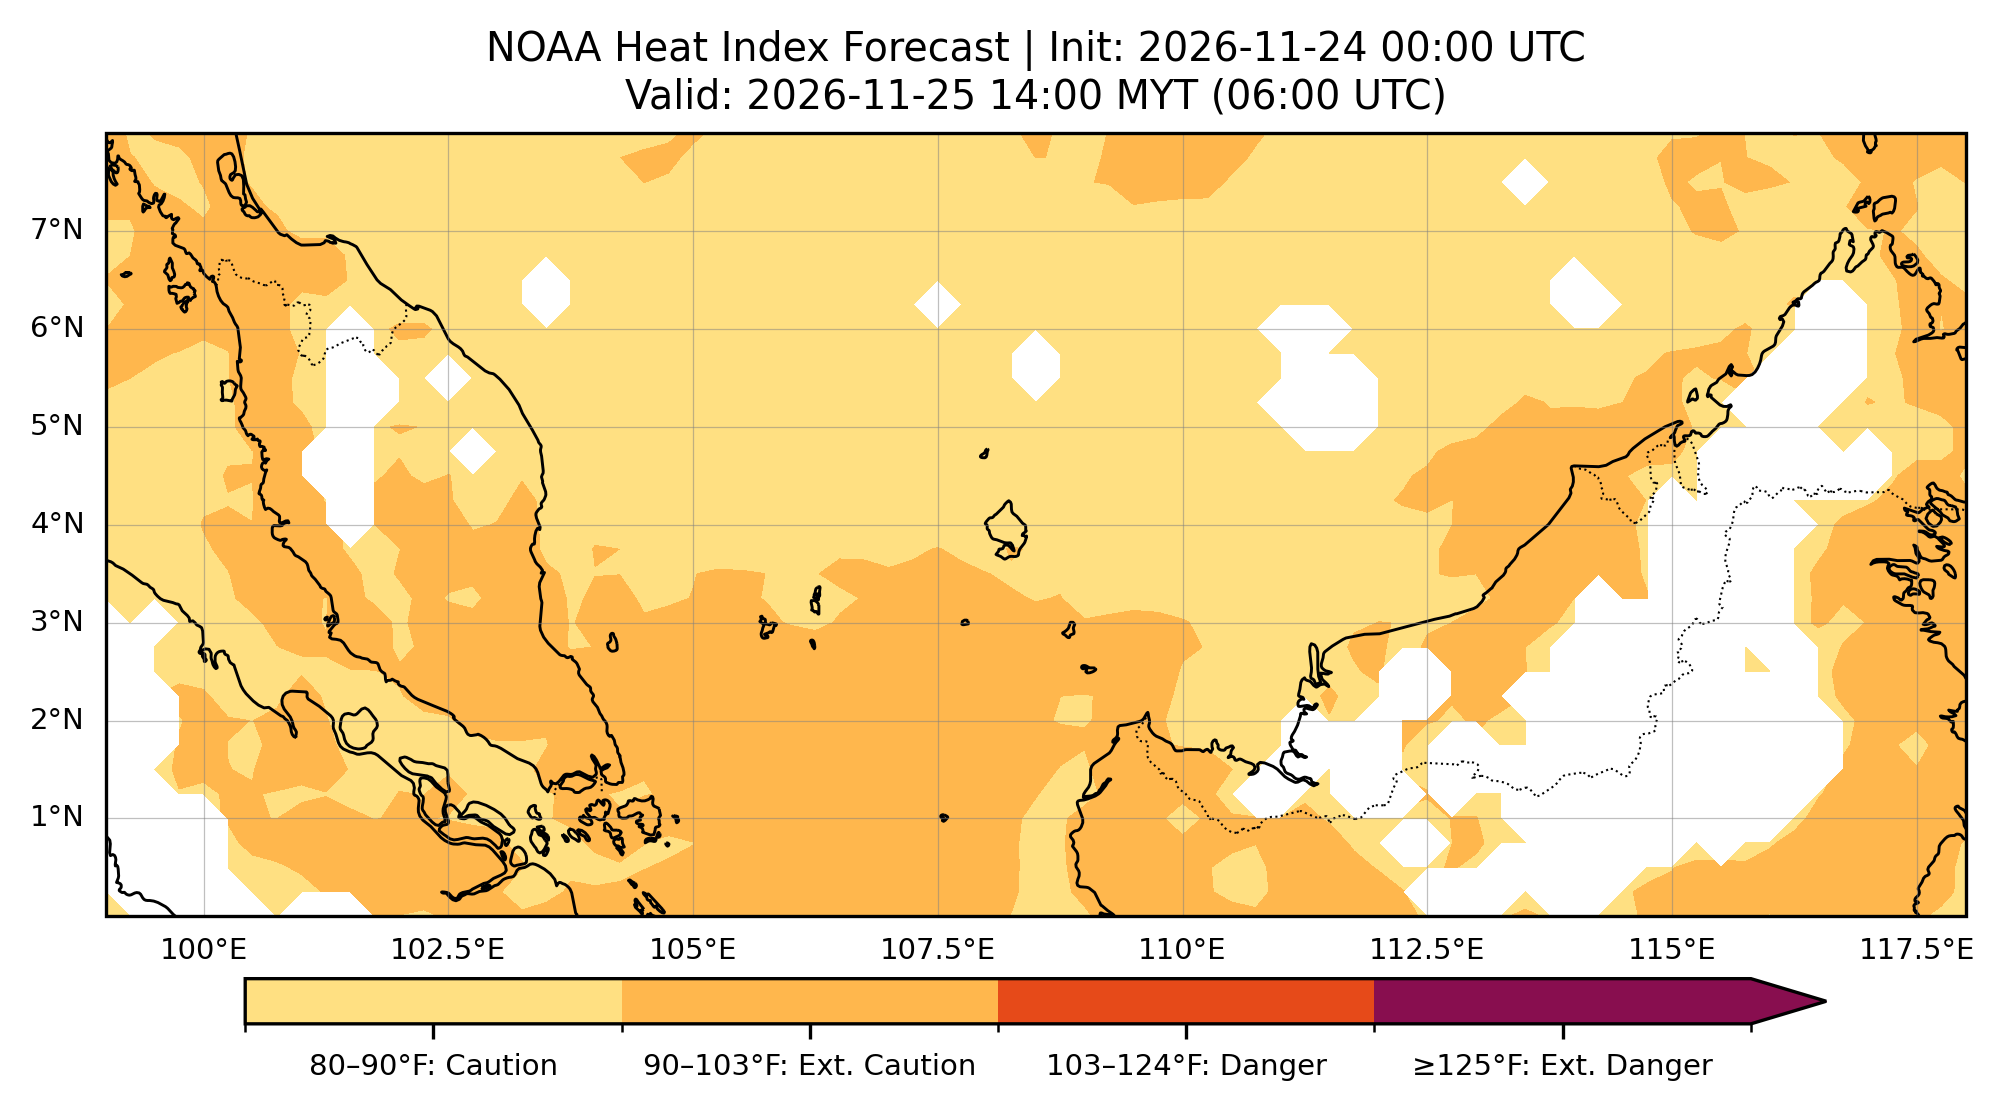 NOAA Heat Index Forecast | Init: 2026-11-24 00:00 UTC
Valid: 2026-11-25 14:00 MYT (06:00 UTC)
7°N
6°N
5°N
4°N
3°N
2°N
1°N
100°E 102.5°E 105°E 107.5°E 110°E 112.5°E 115°E 117.5°E
80–90°F: Caution 90–103°F: Ext. Caution 103–124°F: Danger ≥125°F: Ext. Danger